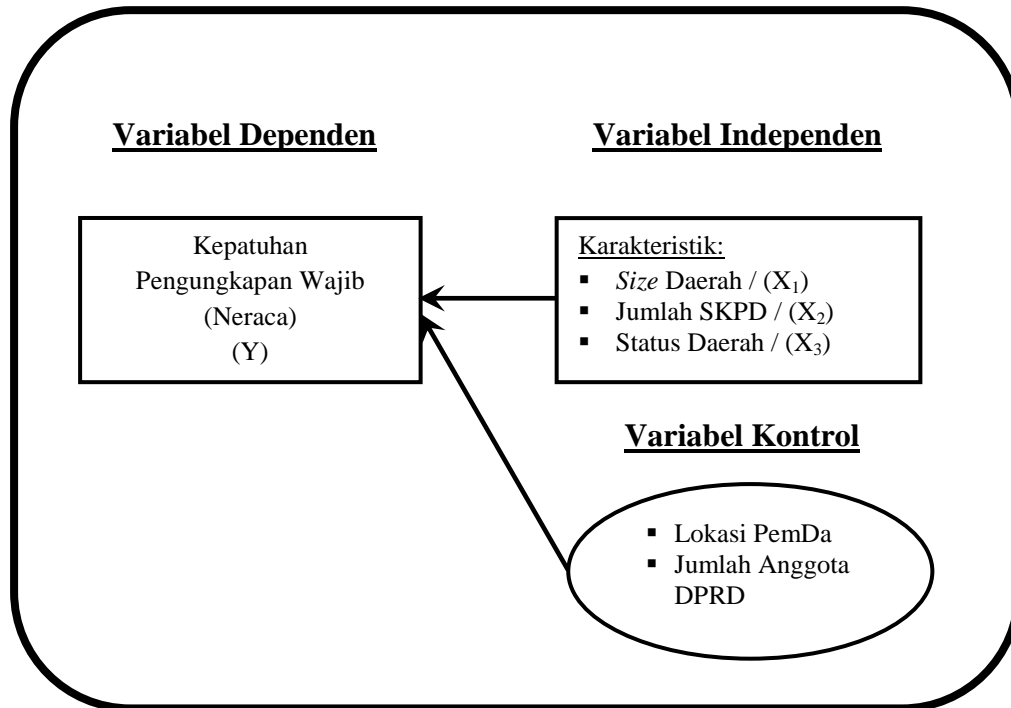 Variabel Dependen
Variabel Independen
Kepatuhan
Pengungkapan Wajib
(Neraca)
(Y)
Karakteristik:
▪ Size Daerah / (X₁)
▪ Jumlah SKPD / (X₂)
▪ Status Daerah / (X₃)
Variabel Kontrol
▪ Lokasi PemDa
▪ Jumlah Anggota
DPRD